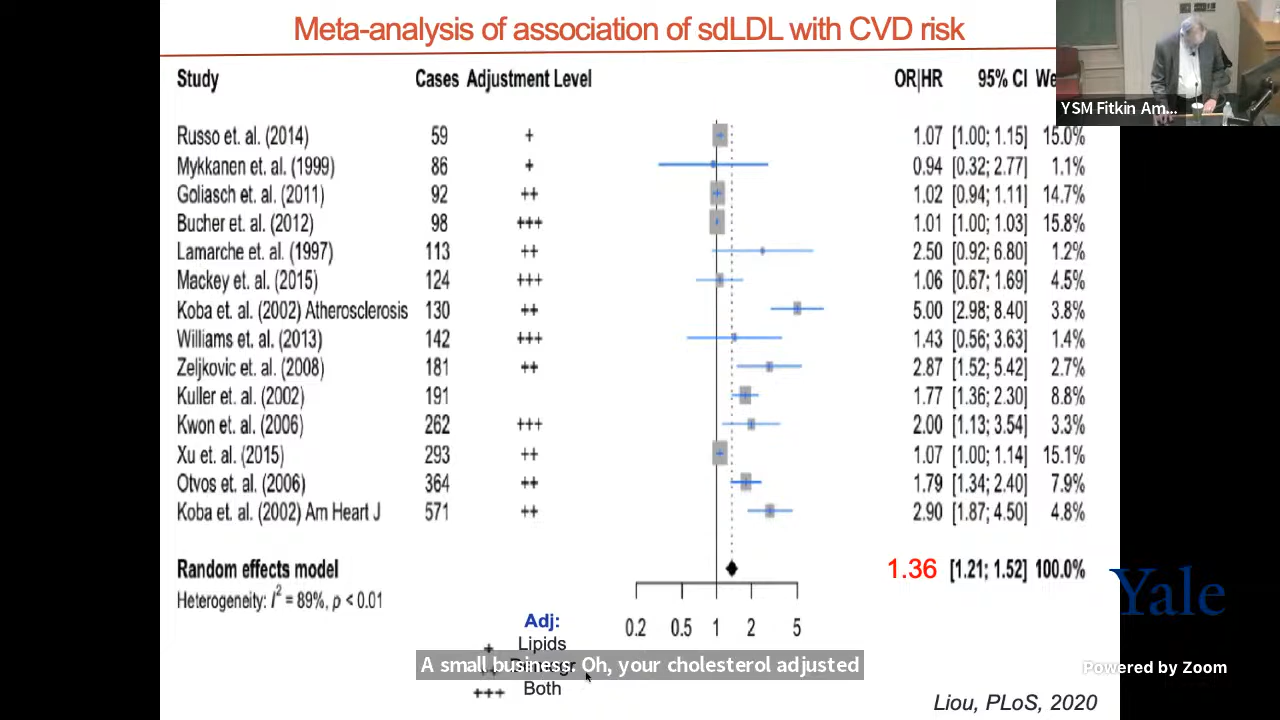 Meta-analysis of association of sdLDL with CVD risk
Study Cases Adjustment Level OR|HR 95% CI We
YSM Fitkin Am...
Russo et. al. (2014) 59 + 1.07 [1.00; 1.15] 15.0%
Mykkanen et. al. (1999) 86 + 0.94 [0.32; 2.77] 1.1%
Goliasch et. al. (2011) 92 ++ 1.02 [0.94; 1.11] 14.7%
Bucher et. al. (2012) 98 +++ 1.01 [1.00; 1.03] 15.8%
Lamarche et. al. (1997) 113 ++ 2.50 [0.92; 6.80] 1.2%
Mackey et. al. (2015) 124 +++ 1.06 [0.67; 1.69] 4.5%
Koba et. al. (2002) Atherosclerosis 130 ++ 5.00 [2.98; 8.40] 3.8%
Williams et. al. (2013) 142 +++ 1.43 [0.56; 3.63] 1.4%
Zeljkovic et. al. (2008) 181 ++ 2.87 [1.52; 5.42] 2.7%
Kuller et. al. (2002) 191 1.77 [1.36; 2.30] 8.8%
Kwon et. al. (2006) 262 +++ 2.00 [1.13; 3.54] 3.3%
Xu et. al. (2015) 293 ++ 1.07 [1.00; 1.14] 15.1%
Otvos et. al. (2006) 364 ++ 1.79 [1.34; 2.40] 7.9%
Koba et. al. (2002) Am Heart J 571 ++ 2.90 [1.87; 4.50] 4.8%
Random effects model 1.36 [1.21; 1.52] 100.0%
Heterogeneity: I² = 89%, p < 0.01
0.2 0.5 1 2 5
Yale
Adj:
+ Lipids
A small business. Oh, your cholesterol adjusted
+++ Both
Powered by Zoom
Liou, PLoS, 2020